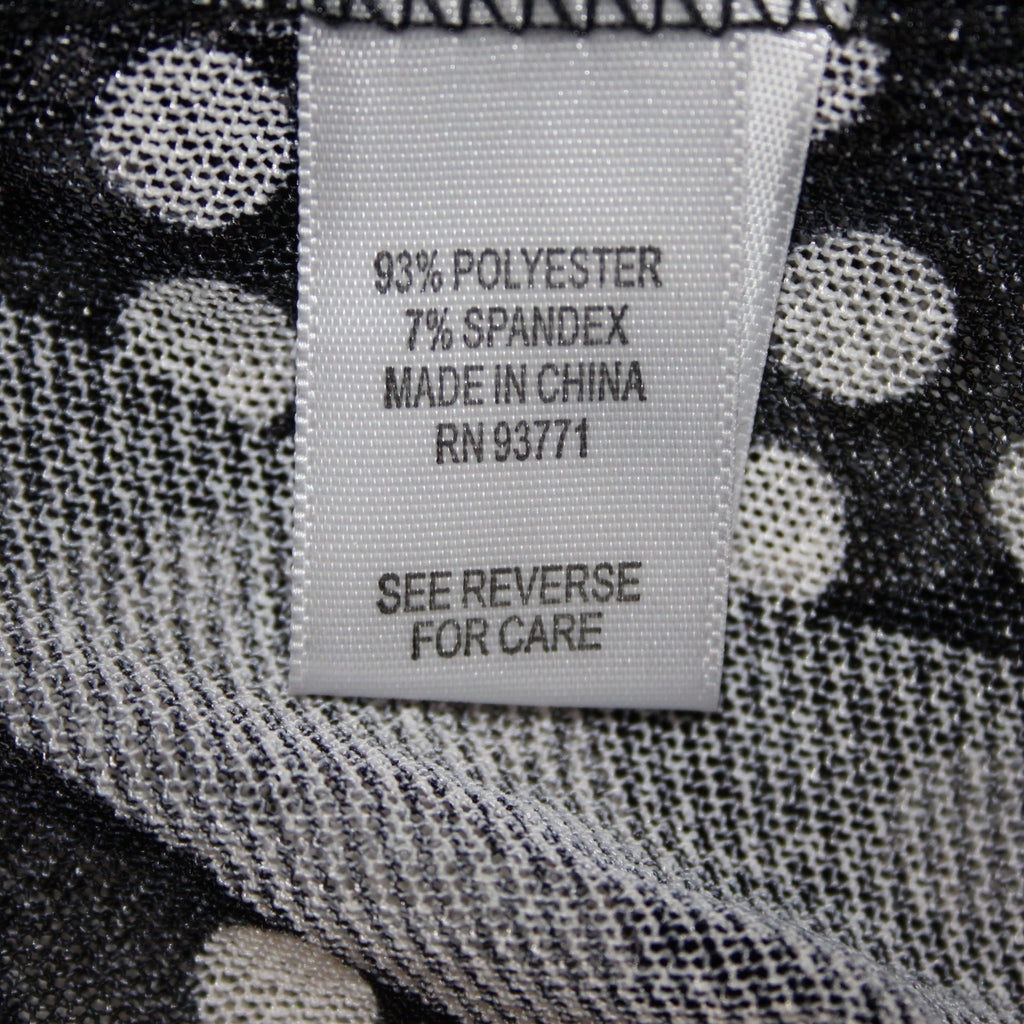 93% POLYESTER
7% SPANDEX
MADE IN CHINA
RN 93771
SEE REVERSE
FOR CARE